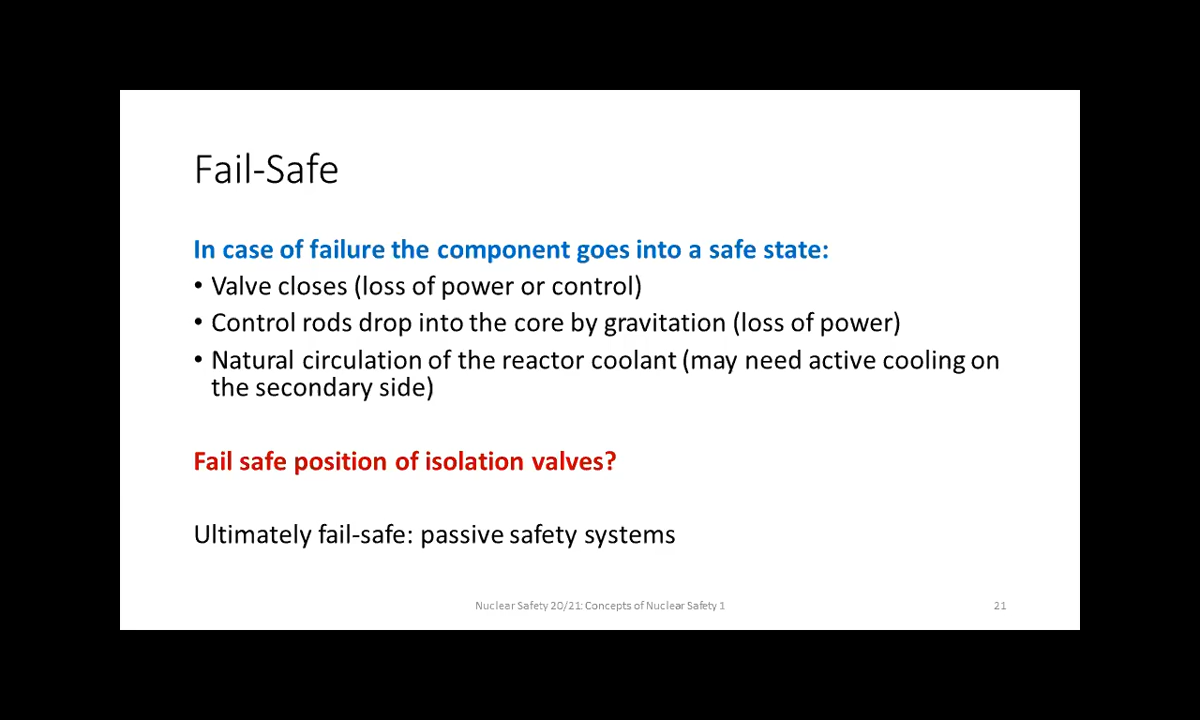 Fail-Safe
In case of failure the component goes into a safe state:
• Valve closes (loss of power or control)
• Control rods drop into the core by gravitation (loss of power)
• Natural circulation of the reactor coolant (may need active cooling on
the secondary side)
Fail safe position of isolation valves?
Ultimately fail-safe: passive safety systems
Nuclear Safety 20/21: Concepts of Nuclear Safety 1
21